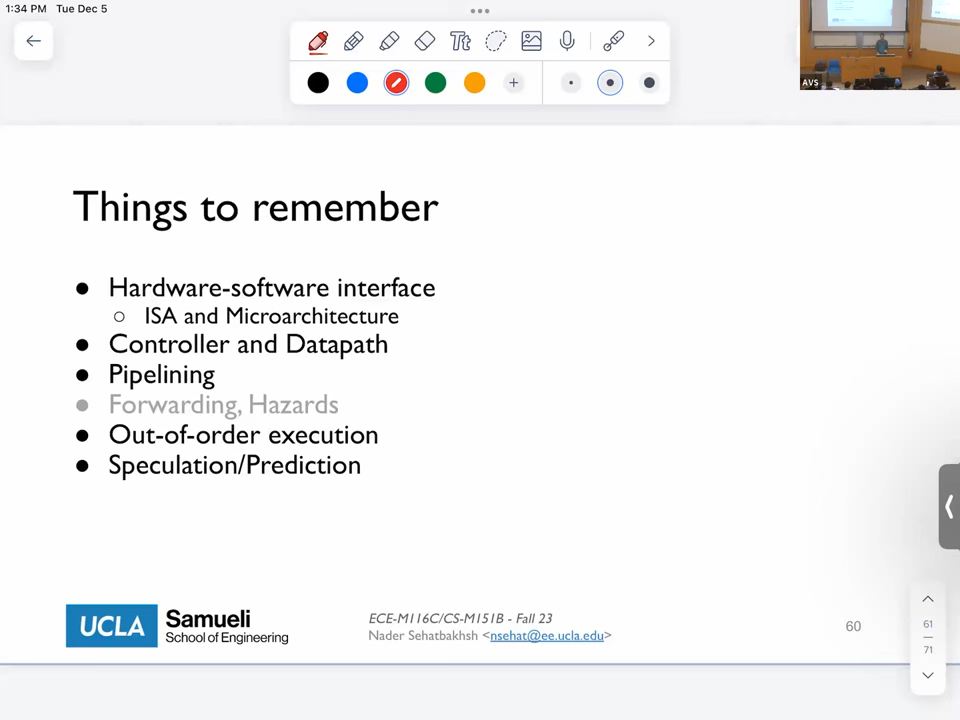 1:34 PM Tue Dec 5
Tt
AVS
Things to remember
● Hardware-software interface
○ ISA and Microarchitecture
● Controller and Datapath
● Pipelining
● Forwarding, Hazards
● Out-of-order execution
● Speculation/Prediction
UCLA Samueli
School of Engineering
ECE-M116C/CS-M151B - Fall 23
Nader Sehatbakhsh <nsehat@ee.ucla.edu>
60
61
71